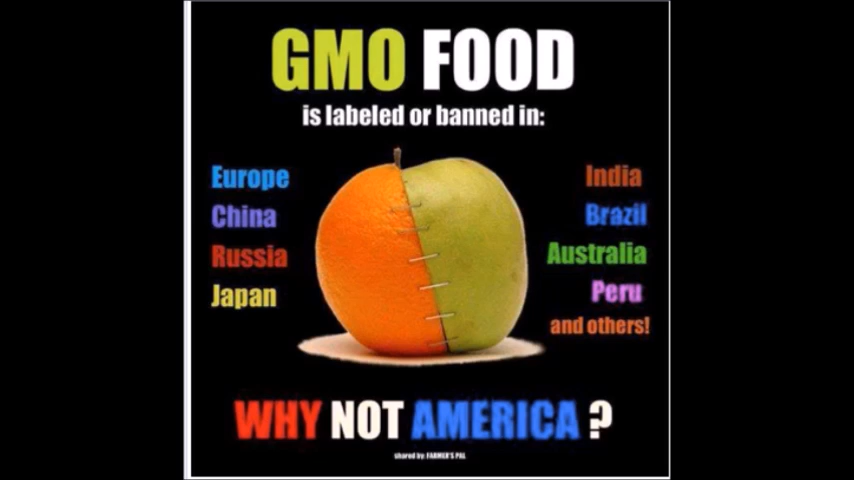 GMO FOOD
is labeled or banned in:
Europe
China
Russia
Japan
India
Brazil
Australia
Peru
and others!
WHY NOT AMERICA ?
shared by: FARMER'S PAL